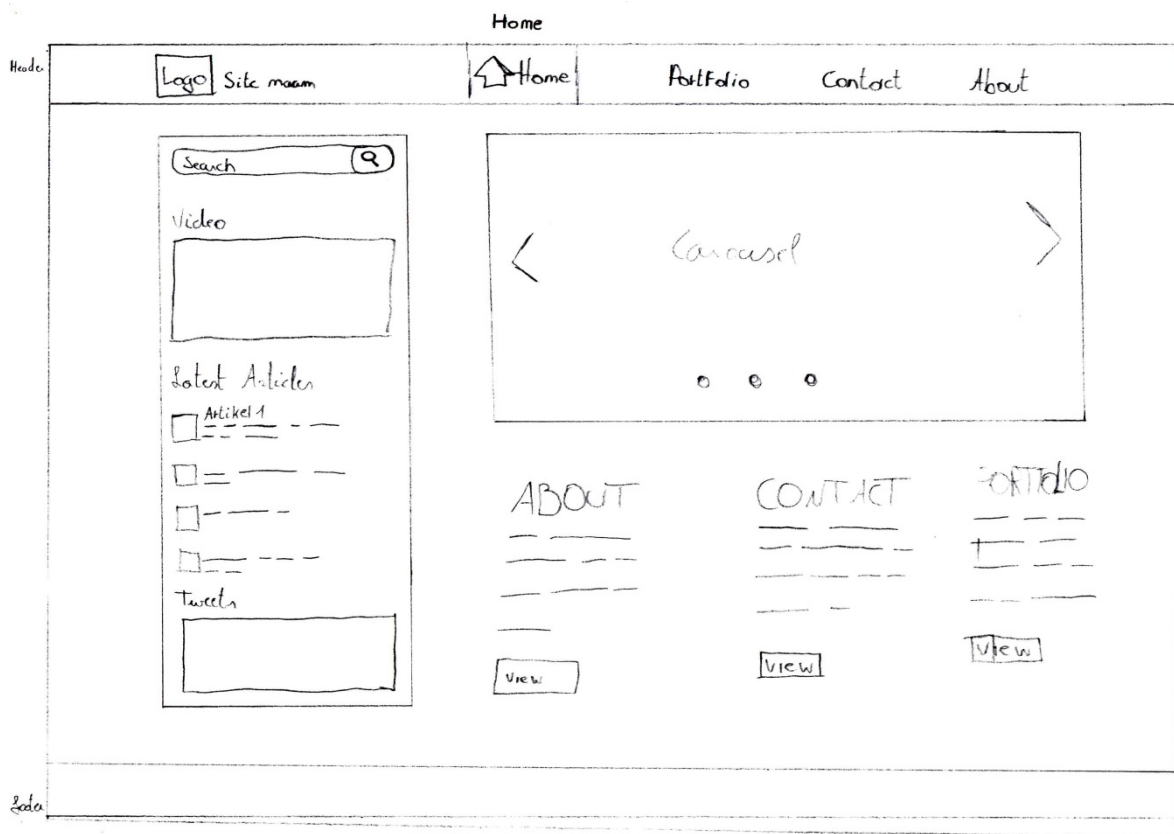 Home
Header
Logo Site naam Home Portfolio Contact About
Search
Video
Carousel
Latest Articles
Artikel 1
Tweets
ABOUT
View
CONTACT
View
PORTFOLIO
View
Footer